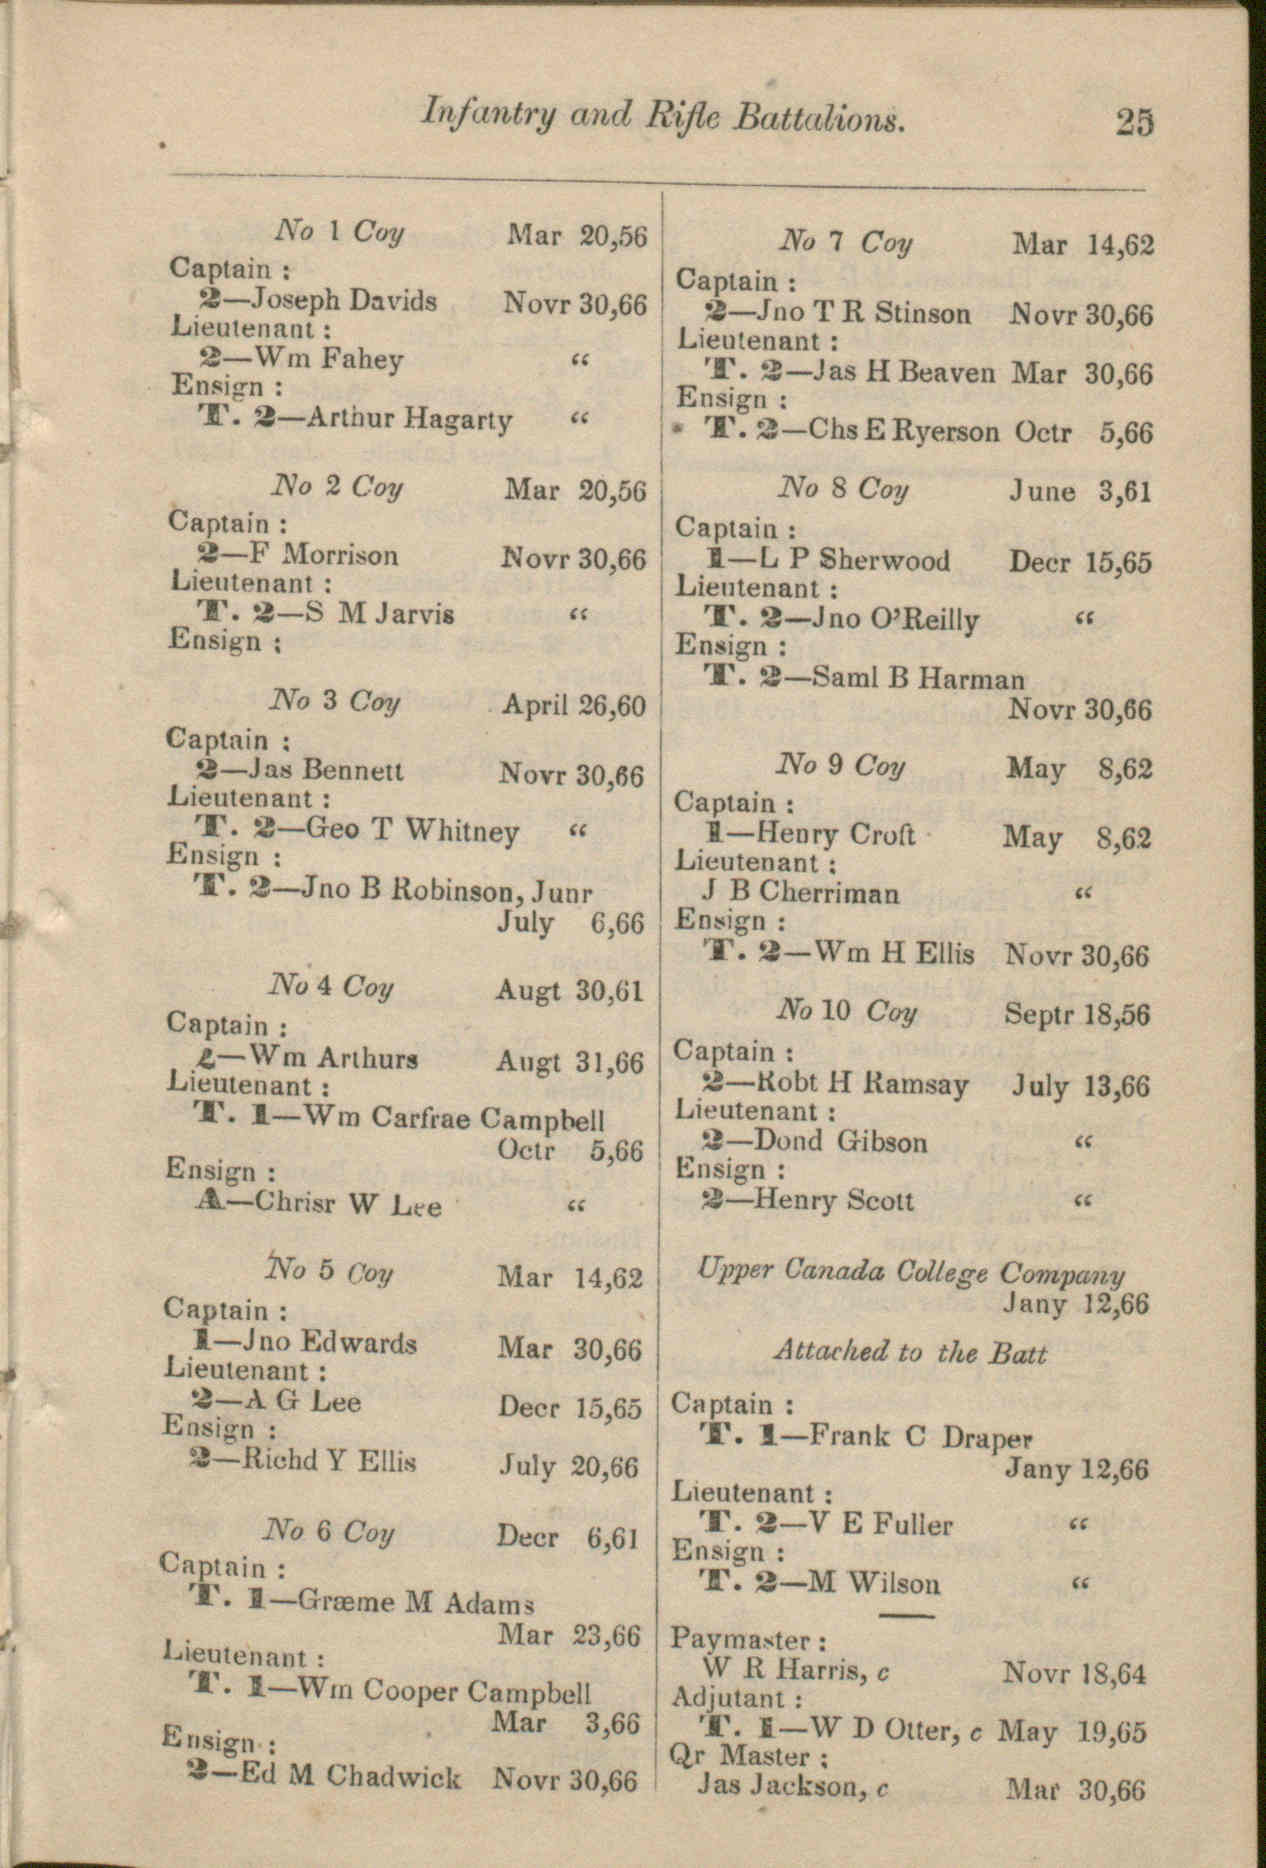 Infantry and Rifle Battalions. 25
No 1 Coy Mar 20,56
Captain :
2—Joseph Davids Novr 30,66
Lieutenant :
2—Wm Fahey “
Ensign :
T. 2—Arthur Hagarty “
No 2 Coy Mar 20,56
Captain :
2—F Morrison Novr 30,66
Lieutenant :
T. 2—S M Jarvis “
Ensign ;
No 3 Coy April 26,60
Captain :
2—Jas Bennett Novr 30,66
Lieutenant :
T. 2—Geo T Whitney “
Ensign :
T. 2—Jno B Robinson, Junr
July 6,66
No 4 Coy Augt 30,61
Captain :
2—Wm Arthurs Augt 31,66
Lieutenant :
T. 1—Wm Carfrae Campbell
Octr 5,66
Ensign :
A—Chrisr W Lee “
No 5 Coy Mar 14,62
Captain :
1—Jno Edwards Mar 30,66
Lieutenant :
2—A G Lee Decr 15,65
Ensign :
2—Richd Y Ellis July 20,66
No 6 Coy Decr 6,61
Captain :
T. 1—Græme M Adams
Mar 23,66
Lieutenant :
T. 1—Wm Cooper Campbell
Mar 3,66
Ensign :
2—Ed M Chadwick Novr 30,66
No 7 Coy Mar 14,62
Captain :
2—Jno T R Stinson Novr 30,66
Lieutenant :
T. 2—Jas H Beaven Mar 30,66
Ensign :
T. 2—Chs E Ryerson Octr 5,66
No 8 Coy June 3,61
Captain :
1—L P Sherwood Decr 15,65
Lieutenant :
T. 2—Jno O’Reilly “
Ensign :
T. 2—Saml B Harman
Novr 30,66
No 9 Coy May 8,62
Captain :
1—Henry Croft May 8,62
Lieutenant :
J B Cherriman “
Ensign :
T. 2—Wm H Ellis Novr 30,66
No 10 Coy Septr 18,56
Captain :
2—Robt H Ramsay July 13,66
Lieutenant :
2—Dond Gibson “
Ensign :
2—Henry Scott “
Upper Canada College Company
Jany 12,66
Attached to the Batt
Captain :
T. 1—Frank C Draper
Jany 12,66
Lieutenant :
T. 2—V E Fuller “
Ensign :
T. 2—M Wilson “
Paymaster :
W R Harris, c Novr 18,64
Adjutant :
T. 1—W D Otter, c May 19,65
Qr Master ;
Jas Jackson, c Mar 30,66